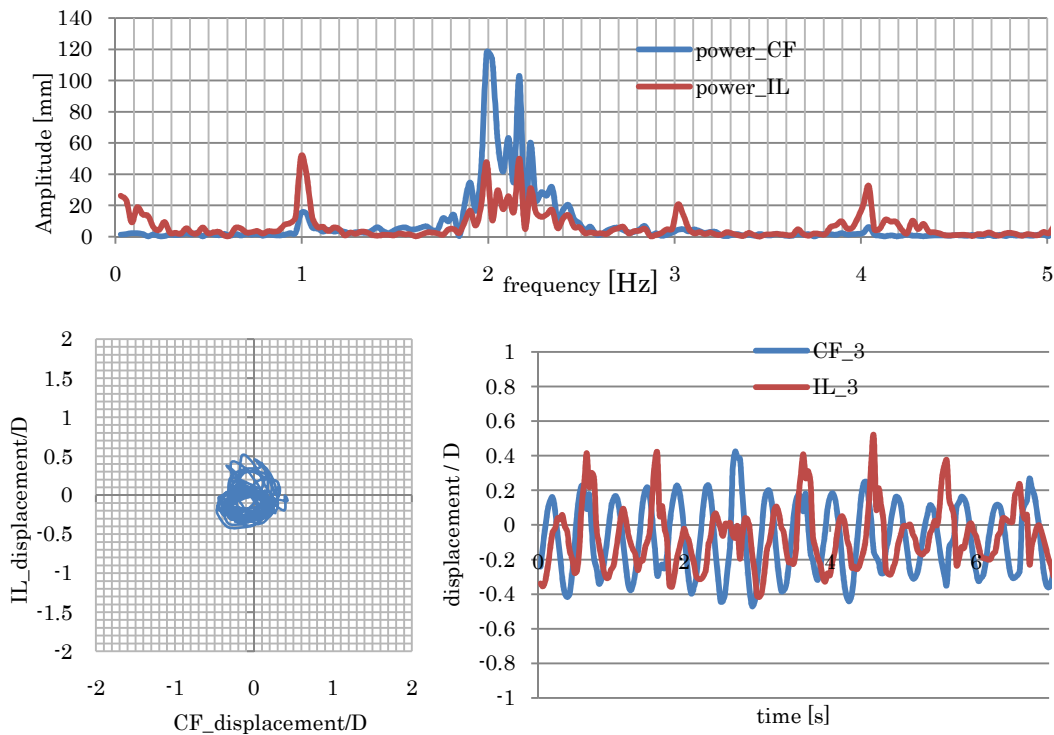 140
120
100
80
60
40
20
0
Amplitude [mm]
power_CF
power_IL
0 1 2 3 4 5
frequency [Hz]
2
1.5
1
0.5
0
-0.5
-1
-1.5
-2
IL_displacement/D
-2 -1 0 1 2
CF_displacement/D
1
0.8
0.6
0.4
0.2
0
-0.2
-0.4
-0.6
-0.8
-1
displacement / D
CF_3
IL_3
0 2 4 6
time [s]